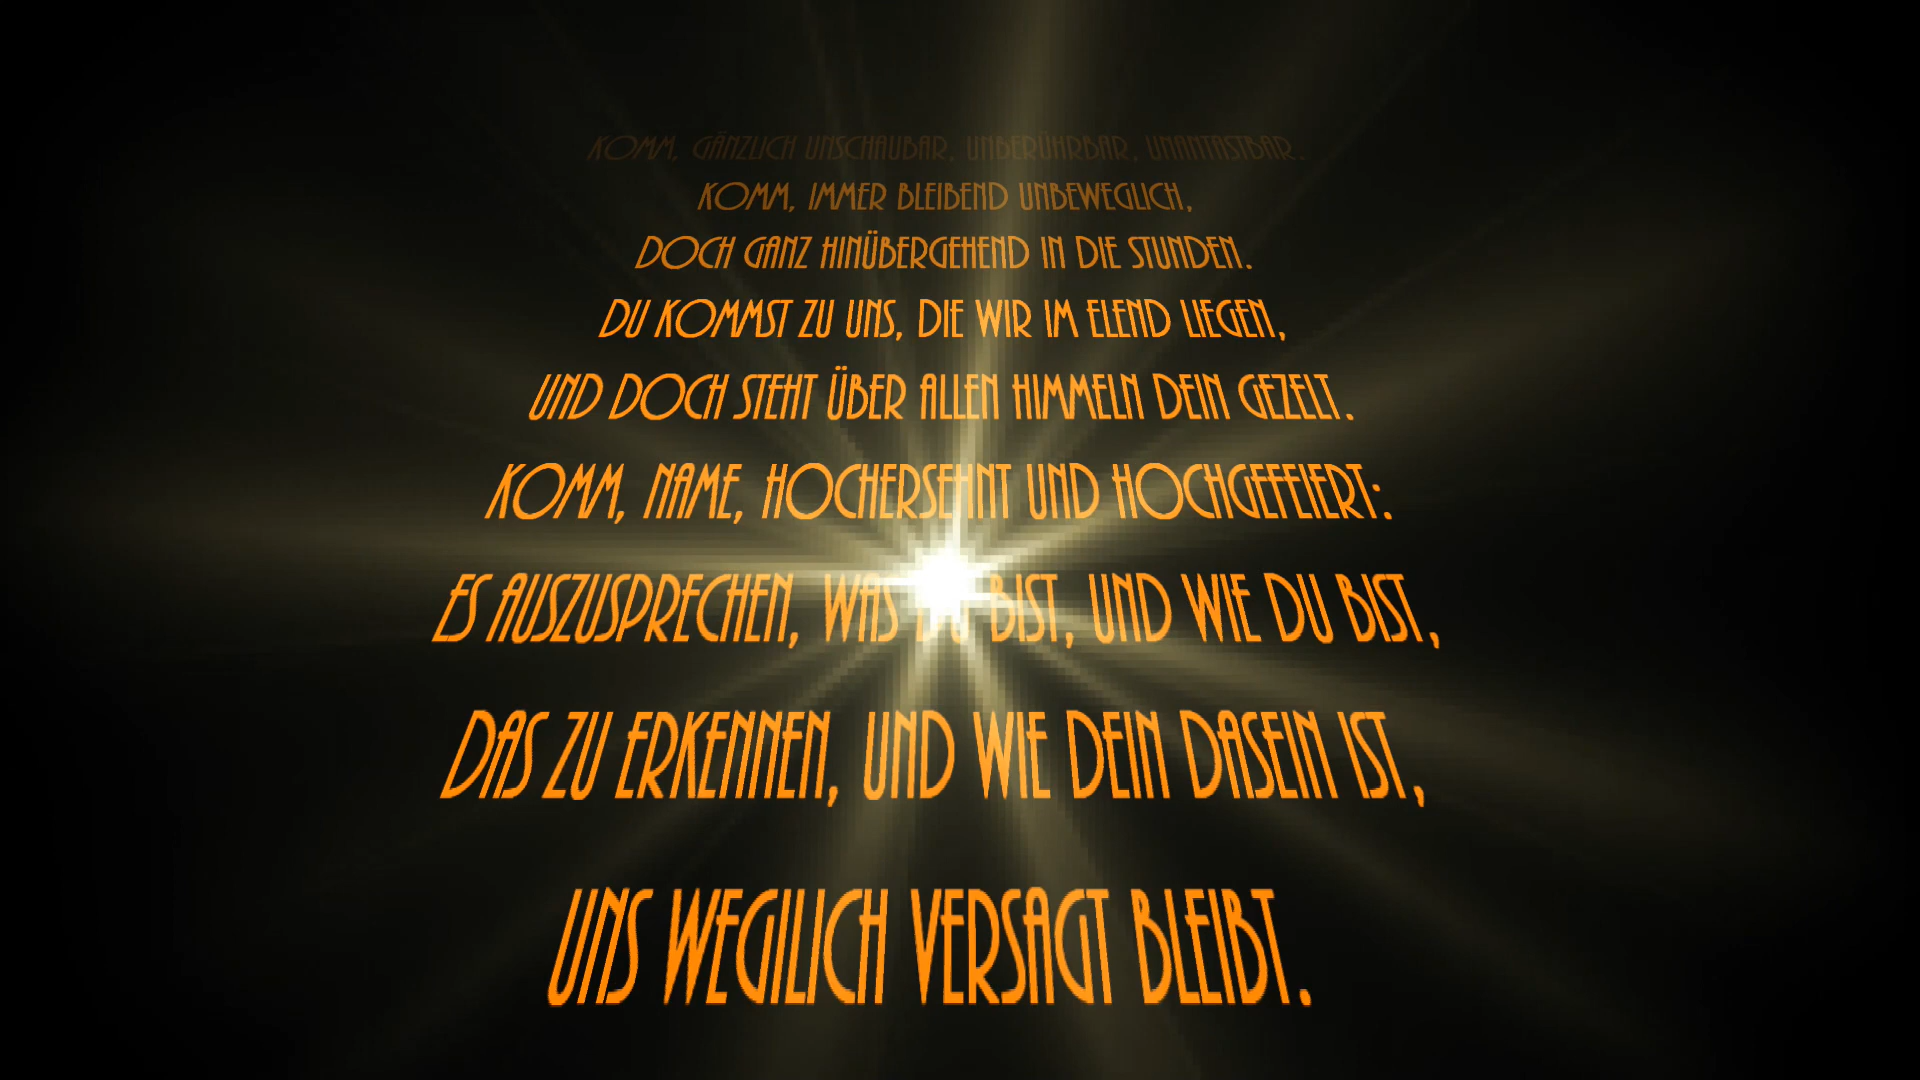 KOMM, GÄNZLICH UNSCHAUBAR, UNBERÜHRBAR, UNANTASTBAR.
KOMM, IMMER BLEIBEND UNBEWEGLICH,
DOCH GANZ HINÜBERGEHEND IN DIE STUNDEN.
DU KOMMST ZU UNS, DIE WIR IM ELEND LIEGEN,
UND DOCH STEHT ÜBER ALLEN HIMMELN DEIN GEZELT.
KOMM, NAME, HOCHERSEHNT UND HOCHGEFEIERT:
ES AUSZUSPRECHEN, WAS DU BIST, UND WIE DU BIST,
DAS ZU ERKENNEN, UND WIE DEIN DASEIN IST,
UNS WEGILICH VERSAGT BLEIBT.